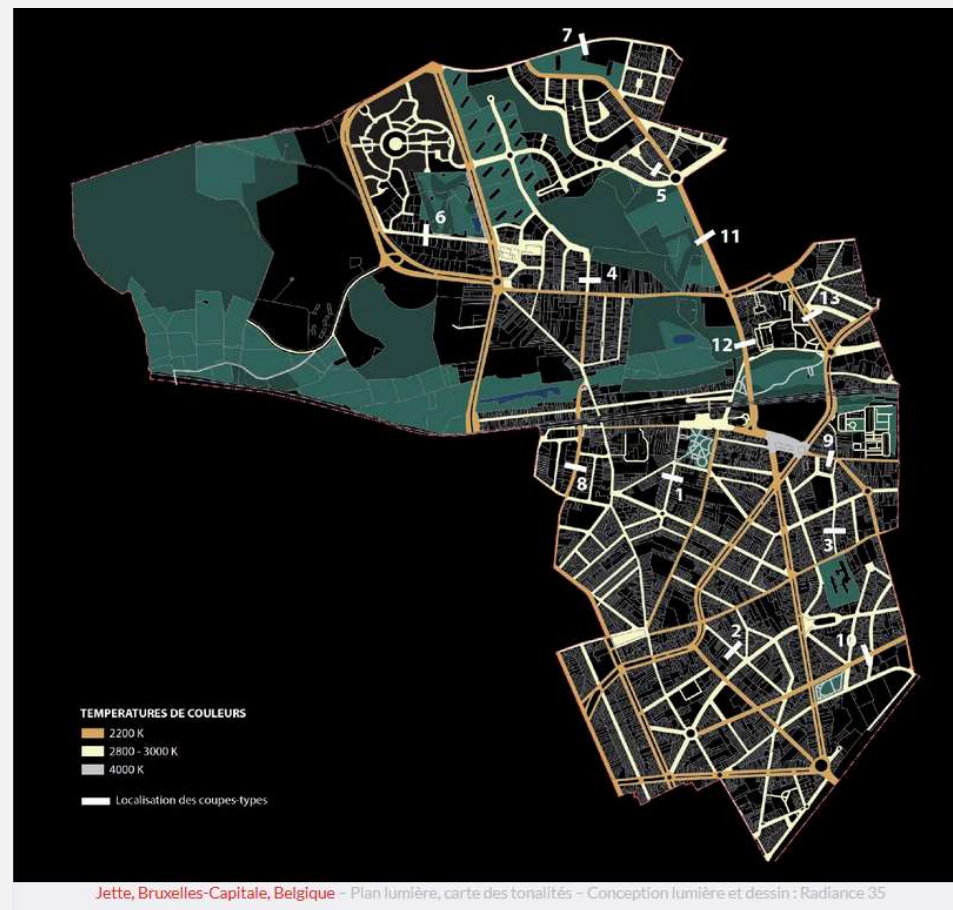 7
5
6
11
4
13
12
9
8
1
3
2
10
TEMPERATURES DE COULEURS
2200 K
2800 - 3000 K
4000 K
Localisation des coupes-types
Jette, Bruxelles-Capitale, Belgique – Plan lumière, carte des tonalités – Conception lumière et dessin : Radiance 35